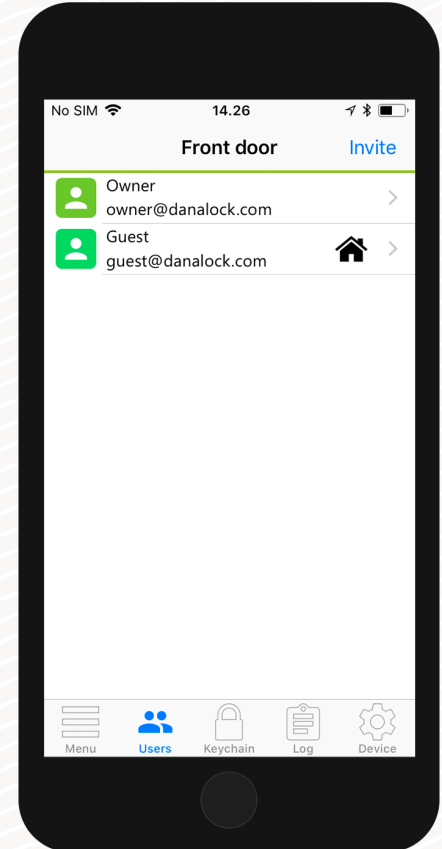 No SIM 14.26
Front door Invite
Owner
owner@danalock.com
Guest
guest@danalock.com
Menu Users Keychain Log Device